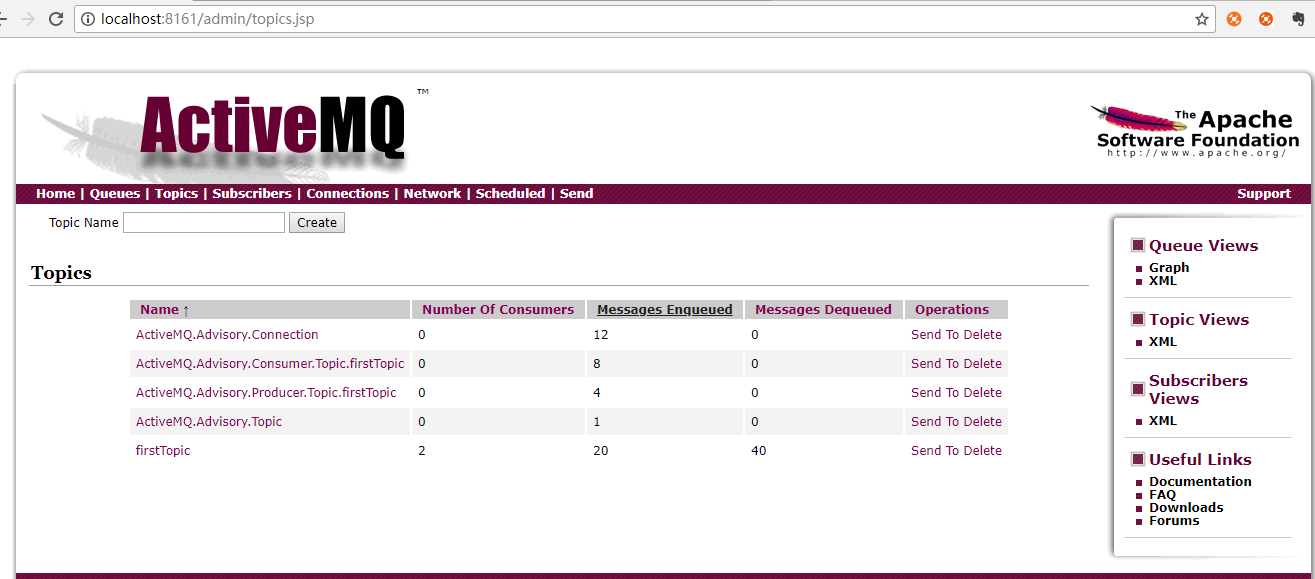 localhost:8161/admin/topics.jsp
ActiveMQ ™
The Apache
Software Foundation
http://www.apache.org/
Home | Queues | Topics | Subscribers | Connections | Network | Scheduled | Send
Support
Topic Name Create
Topics
Name ↑ Number Of Consumers Messages Enqueued Messages Dequeued Operations
ActiveMQ.Advisory.Connection 0 12 0 Send To Delete
ActiveMQ.Advisory.Consumer.Topic.firstTopic 0 8 0 Send To Delete
ActiveMQ.Advisory.Producer.Topic.firstTopic 0 4 0 Send To Delete
ActiveMQ.Advisory.Topic 0 1 0 Send To Delete
firstTopic 2 20 40 Send To Delete
Queue Views
Graph
XML
Topic Views
XML
Subscribers
Views
XML
Useful Links
Documentation
FAQ
Downloads
Forums